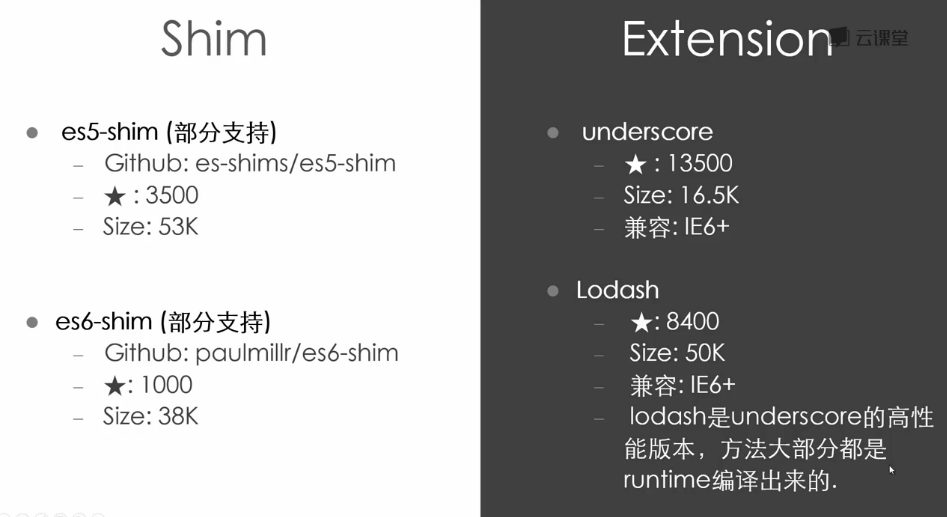 Shim
es5-shim (部分支持)
Github: es-shims/es5-shim
★ : 3500
Size: 53K
es6-shim (部分支持)
Github: paulmillr/es6-shim
★: 1000
Size: 38K
Extension
云课堂
underscore
★ : 13500
Size: 16.5K
兼容: IE6+
Lodash
★: 8400
Size: 50K
兼容: IE6+
lodash是underscore的高性
能版本，方法大部分都是
runtime编译出来的.